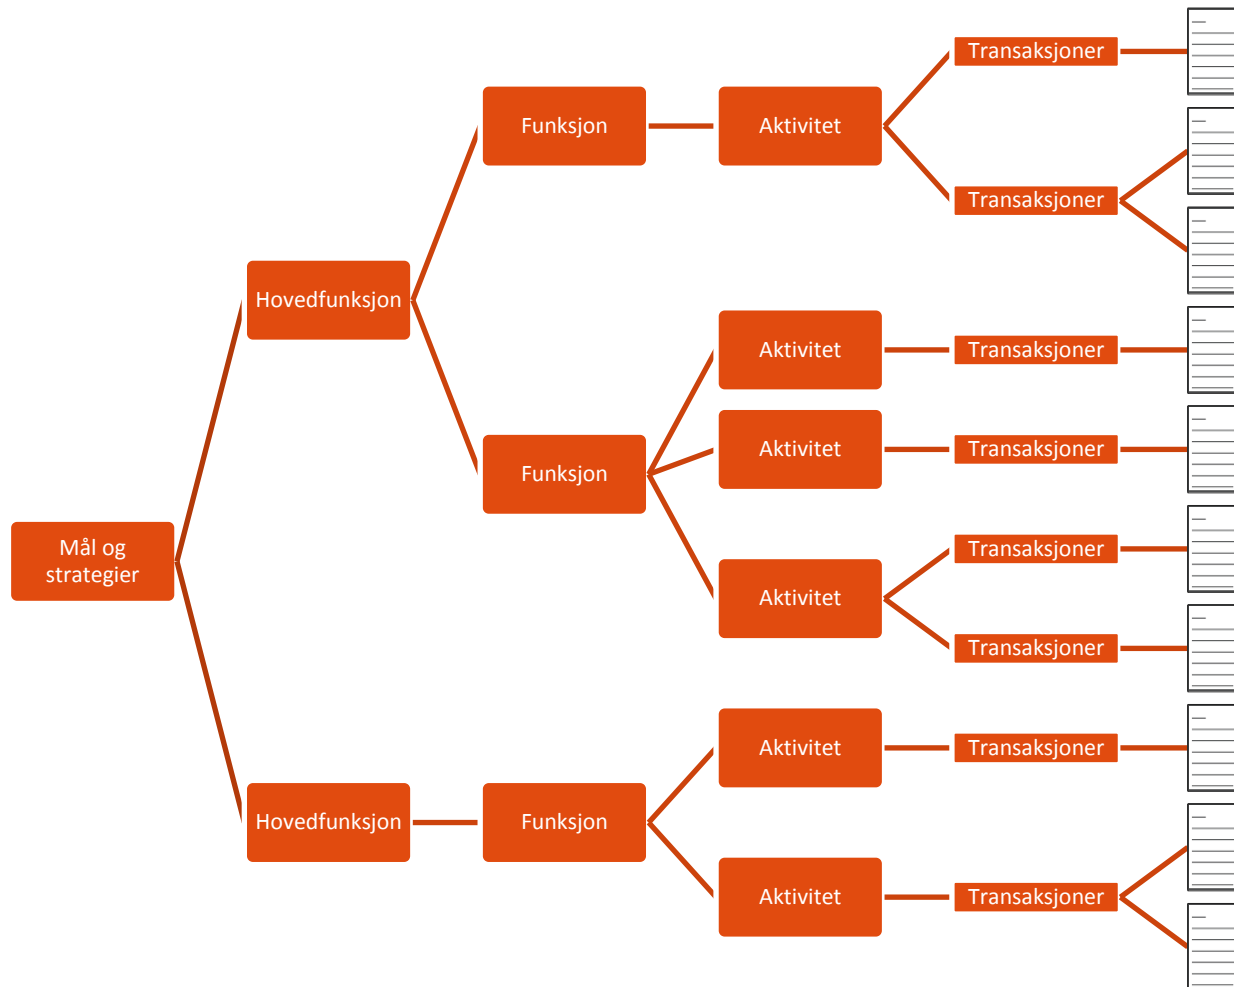 Transaksjoner
Funksjon
Aktivitet
Transaksjoner
Hovedfunksjon
Aktivitet
Transaksjoner
Aktivitet
Transaksjoner
Funksjon
Mål og
strategier
Transaksjoner
Aktivitet
Transaksjoner
Aktivitet
Transaksjoner
Hovedfunksjon
Funksjon
Aktivitet
Transaksjoner